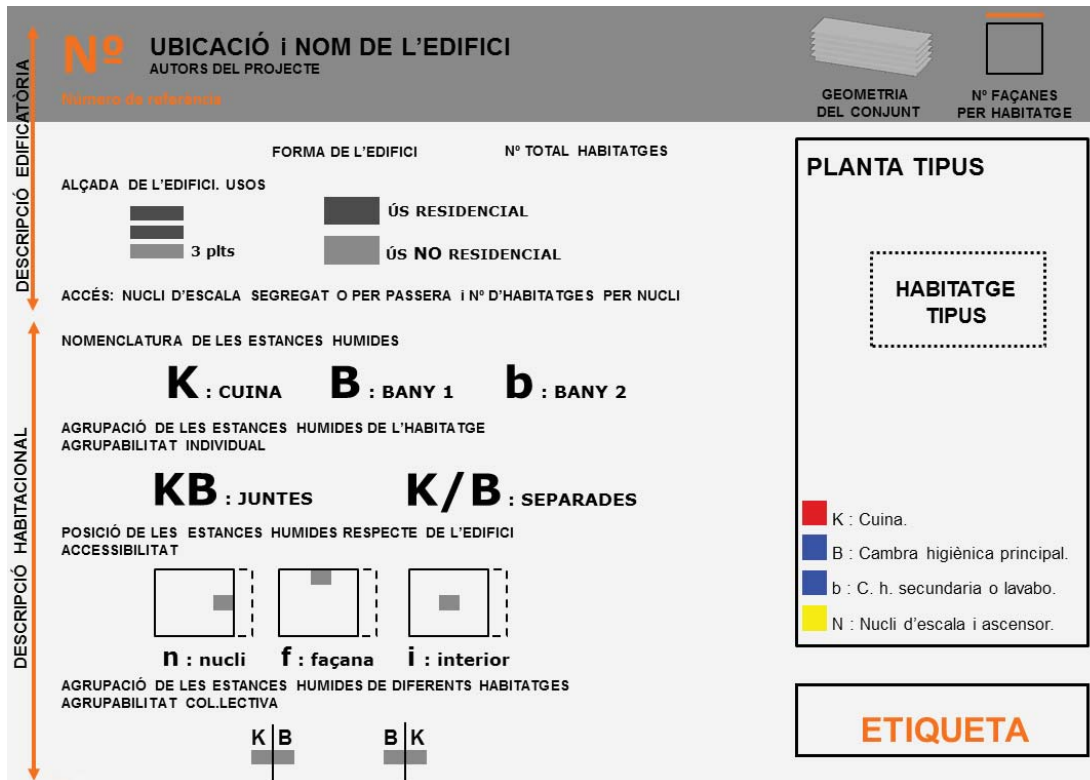 Nº
UBICACIÓ i NOM DE L'EDIFICI
AUTORS DEL PROJECTE
Número de referència
GEOMETRIA
DEL CONJUNT
Nº FAÇANES
PER HABITATGE
DESCRIPCIÓ EDIFICATÒRIA
FORMA DE L'EDIFICI
Nº TOTAL HABITATGES
ALÇADA DE L'EDIFICI. USOS
3 plts
ÚS RESIDENCIAL
ÚS NO RESIDENCIAL
ACCÉS: NUCLI D'ESCALA SEGREGAT O PER PASSERA i Nº D'HABITATGES PER NUCLI
DESCRIPCIÓ HABITACIONAL
NOMENCLATURA DE LES ESTANCES HUMIDES
K : CUINA B : BANY 1 b : BANY 2
AGRUPACIÓ DE LES ESTANCES HUMIDES DE L'HABITATGE
AGRUPABILITAT INDIVIDUAL
KB : JUNTES K/B : SEPARADES
POSICIÓ DE LES ESTANCES HUMIDES RESPECTE DE L'EDIFICI
ACCESSIBILITAT
n : nucli f : façana i : interior
AGRUPACIÓ DE LES ESTANCES HUMIDES DE DIFERENTS HABITATGES
AGRUPABILITAT COL.LECTIVA
K B B K
PLANTA TIPUS
HABITATGE
TIPUS
K : Cuina.
B : Cambra higiènica principal.
b : C. h. secundaria o lavabo.
N : Nucli d'escala i ascensor.
ETIQUETA